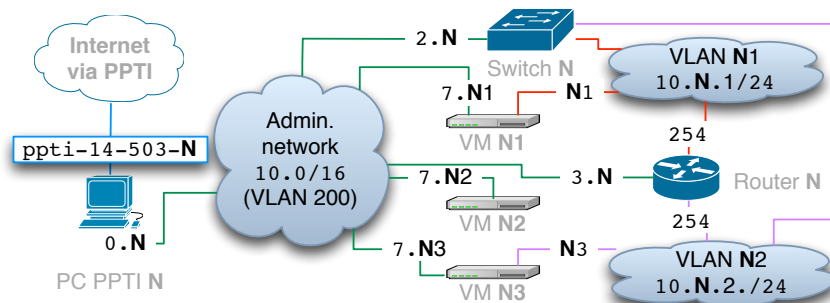 Internet
via PPTI
ppti-14-503-N
0.N
PC PPTI N
Admin.
network
10.0/16
(VLAN 200)
2.N
Switch N
7.N1
VM N1
N1
VLAN N1
10.N.1/24
254
3.N
Router N
254
7.N2
VM N2
7.N3
VM N3
N3
VLAN N2
10.N.2./24